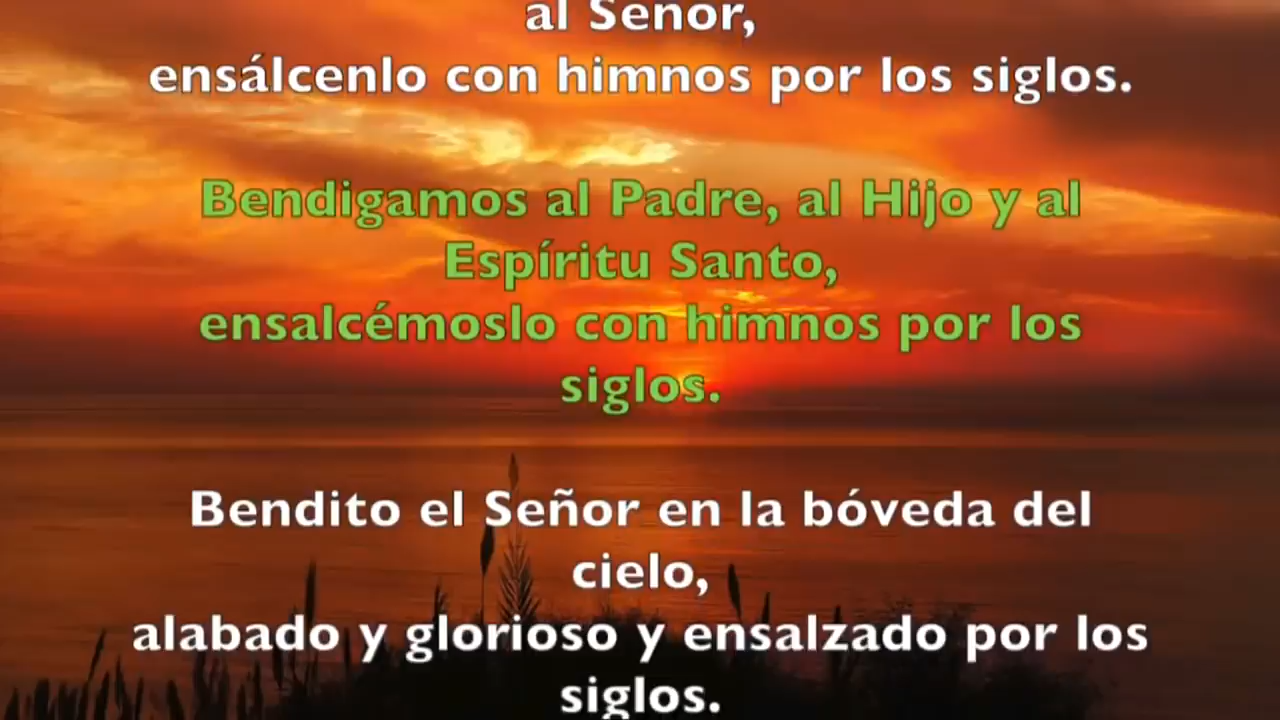 al Señor,
ensálcenlo con himnos por los siglos.
Bendigamos al Padre, al Hijo y al
Espíritu Santo,
ensalcémoslo con himnos por los
siglos.
Bendito el Señor en la bóveda del
cielo,
alabado y glorioso y ensalzado por los
siglos.